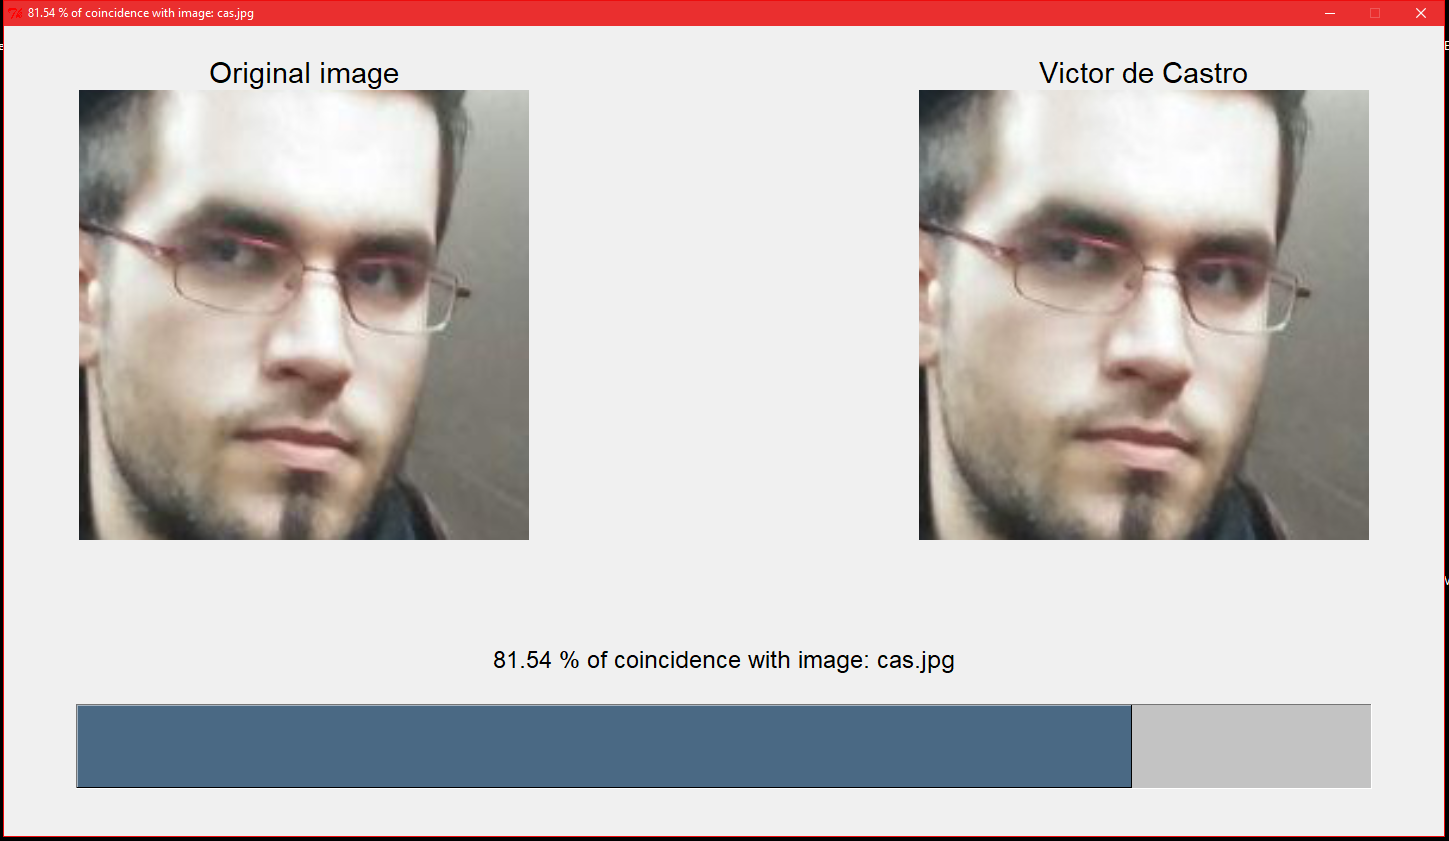 81.54 % of coincidence with image: cas.jpg
Original image
Victor de Castro
81.54 % of coincidence with image: cas.jpg